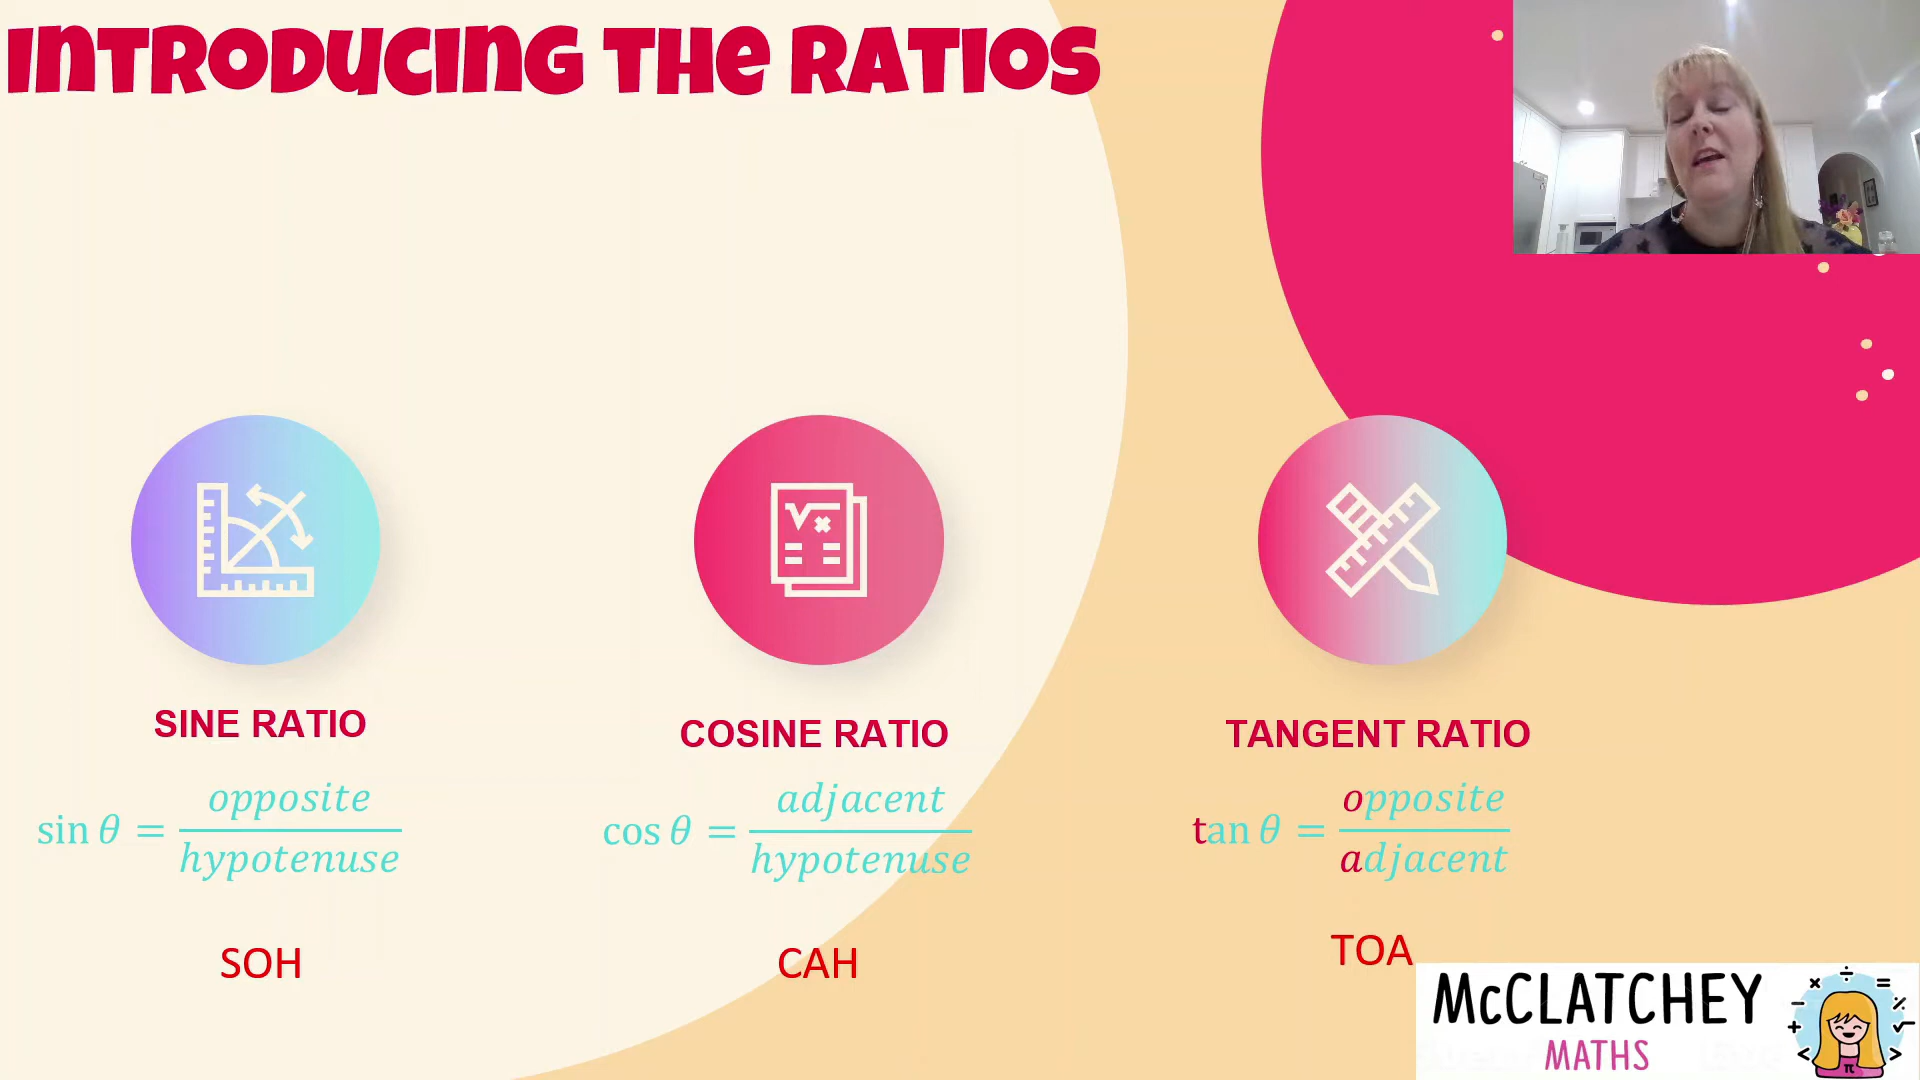 INTRODUCING THE RATIOS
SINE RATIO
sin θ = opposite / hypotenuse
SOH
COSINE RATIO
cos θ = adjacent / hypotenuse
CAH
TANGENT RATIO
tan θ = opposite / adjacent
TOA
McCLATCHEY
MATHS